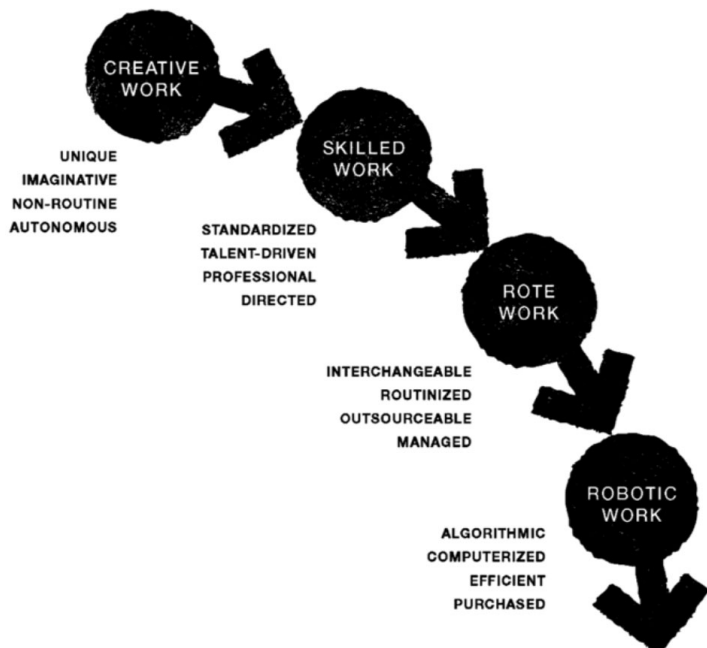 CREATIVE
WORK
UNIQUE
IMAGINATIVE
NON-ROUTINE
AUTONOMOUS
SKILLED
WORK
STANDARDIZED
TALENT-DRIVEN
PROFESSIONAL
DIRECTED
ROTE
WORK
INTERCHANGEABLE
ROUTINIZED
OUTSOURCEABLE
MANAGED
ROBOTIC
WORK
ALGORITHMIC
COMPUTERIZED
EFFICIENT
PURCHASED